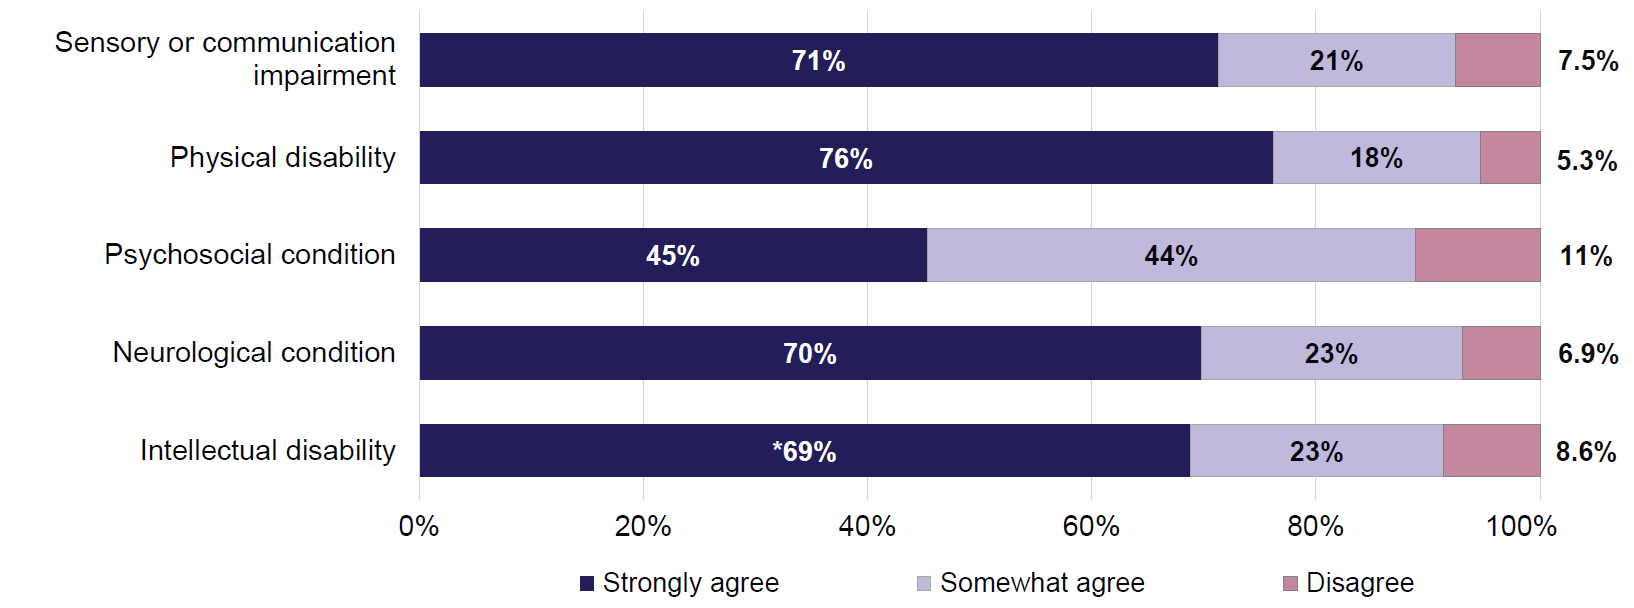 Sensory or communication
impairment
71% 21% 7.5%
Physical disability 76% 18% 5.3%
Psychosocial condition 45% 44% 11%
Neurological condition 70% 23% 6.9%
Intellectual disability *69% 23% 8.6%
0% 20% 40% 60% 80% 100%
Strongly agree Somewhat agree Disagree